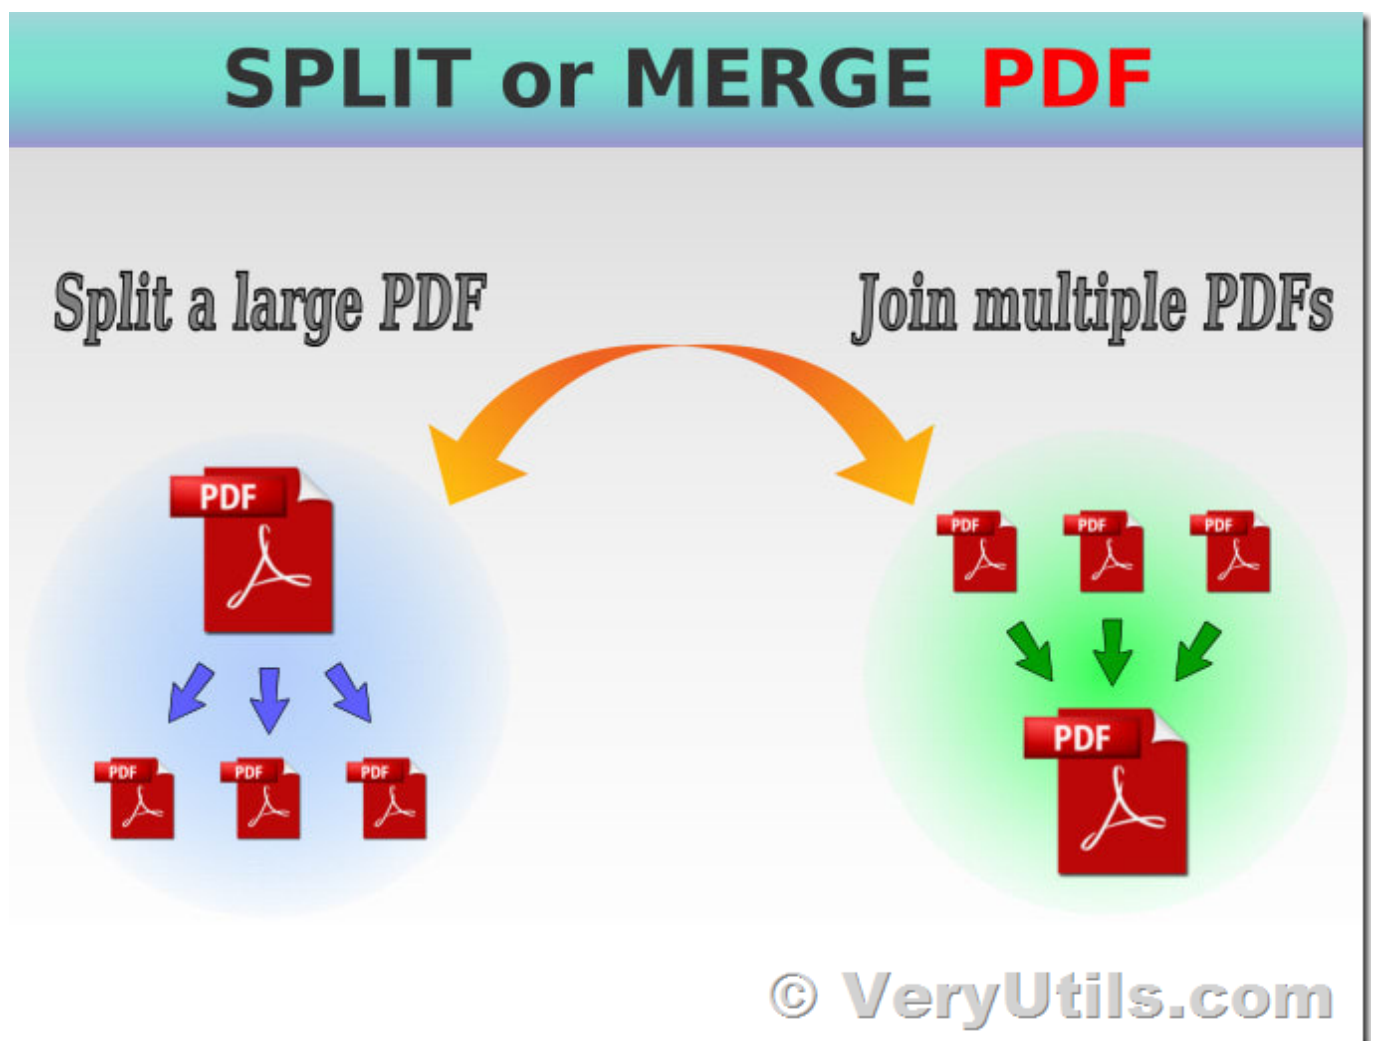 SPLIT or MERGE PDF
Split a large PDF
Join multiple PDFs
PDF
PDF
PDF
PDF
PDF
PDF
PDF
PDF
© VeryUtils.com